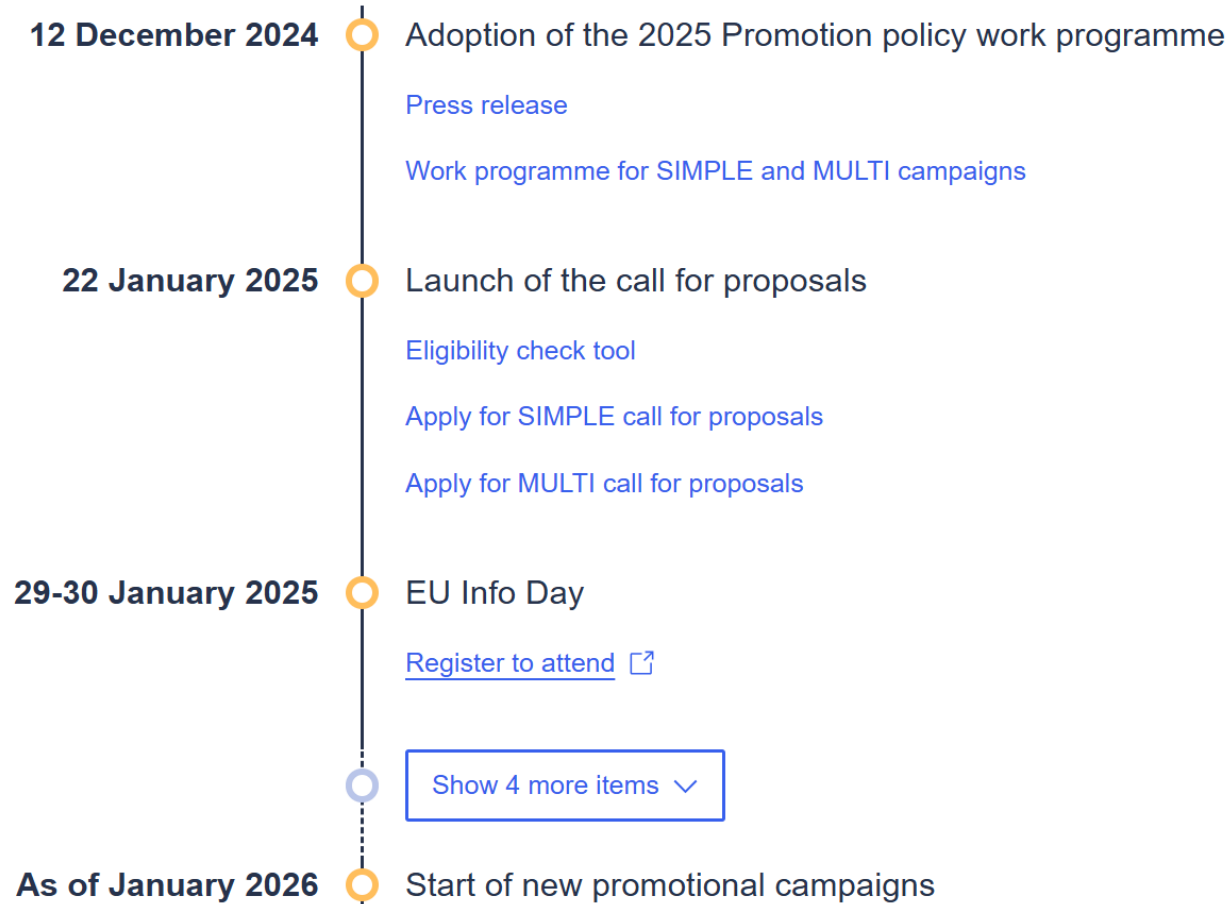 12 December 2024 Adoption of the 2025 Promotion policy work programme
Press release
Work programme for SIMPLE and MULTI campaigns
22 January 2025 Launch of the call for proposals
Eligibility check tool
Apply for SIMPLE call for proposals
Apply for MULTI call for proposals
29-30 January 2025 EU Info Day
Register to attend
Show 4 more items
As of January 2026 Start of new promotional campaigns